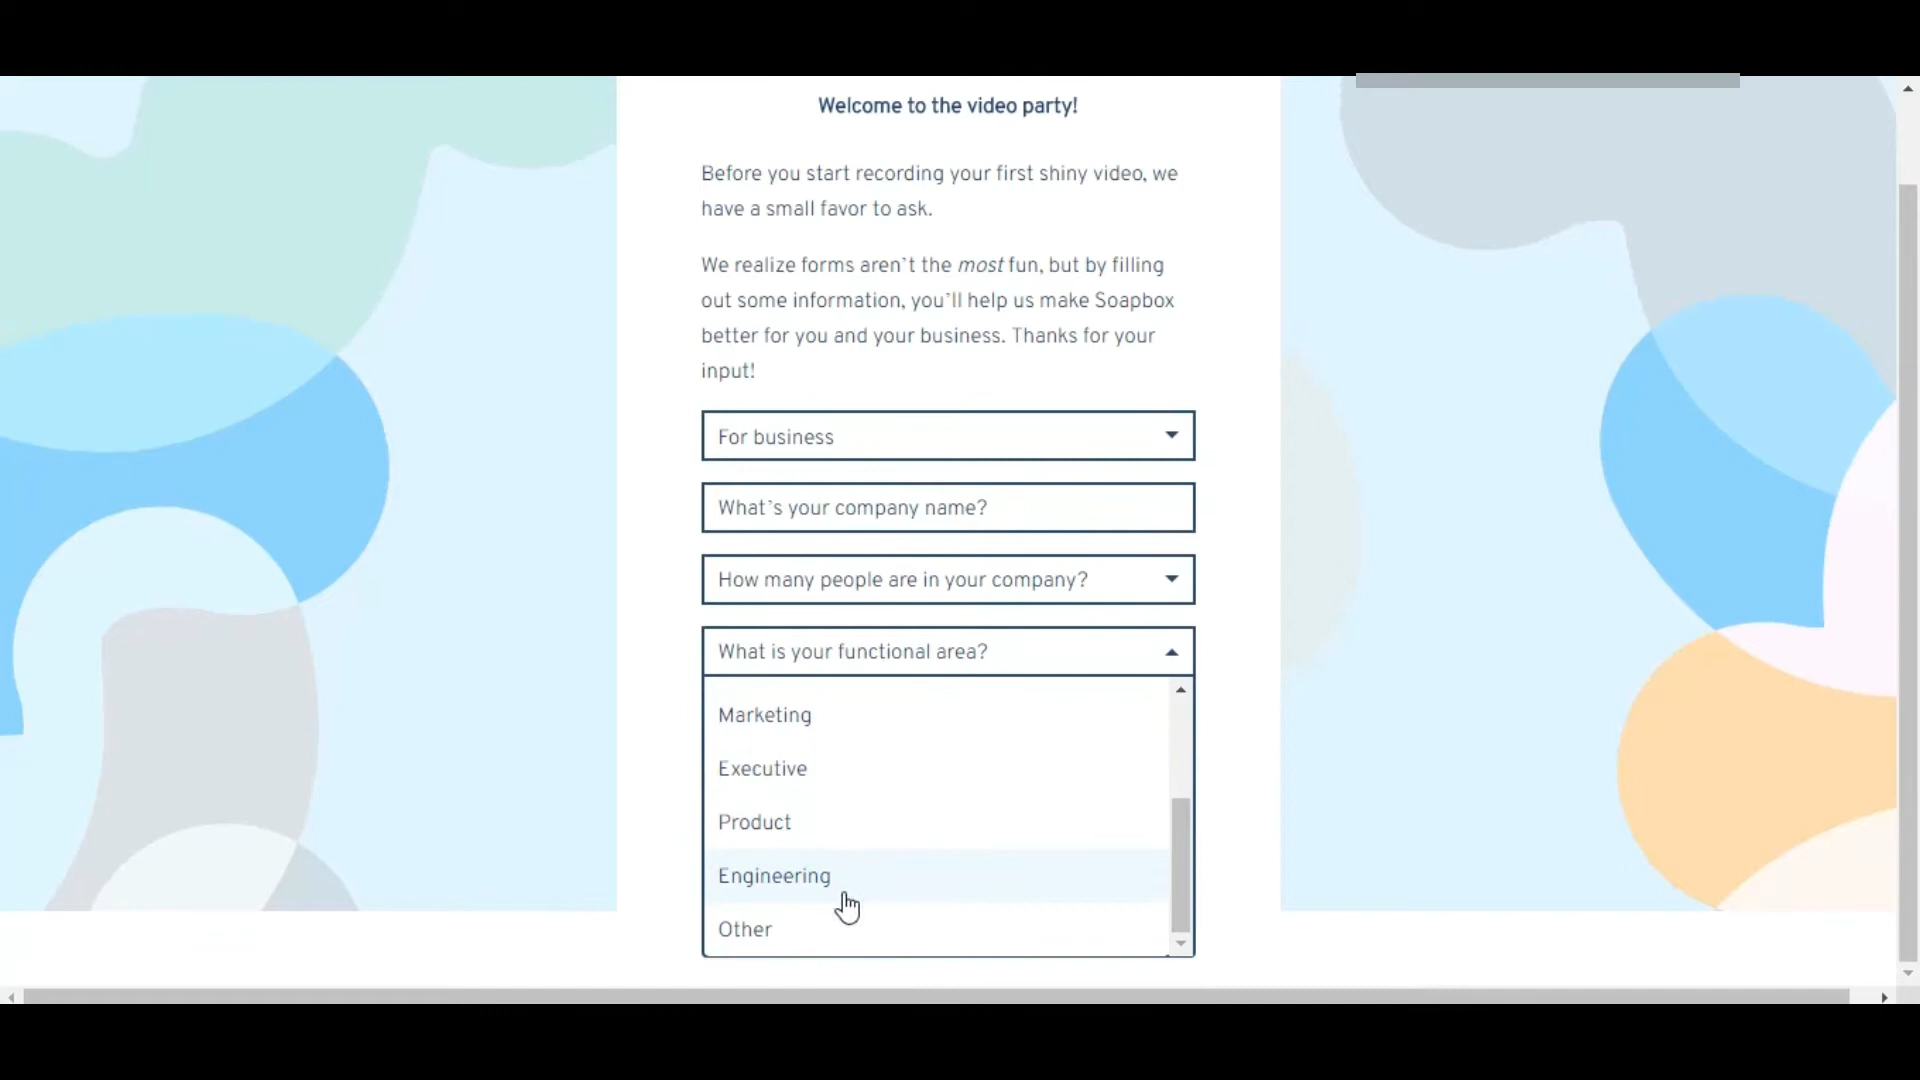 Welcome to the video party!
Before you start recording your first shiny video, we
have a small favor to ask.
We realize forms aren't the most fun, but by filling
out some information, you'll help us make Soapbox
better for you and your business. Thanks for your
input!
For business
What's your company name?
How many people are in your company?
What is your functional area?
Marketing
Executive
Product
Engineering
Other